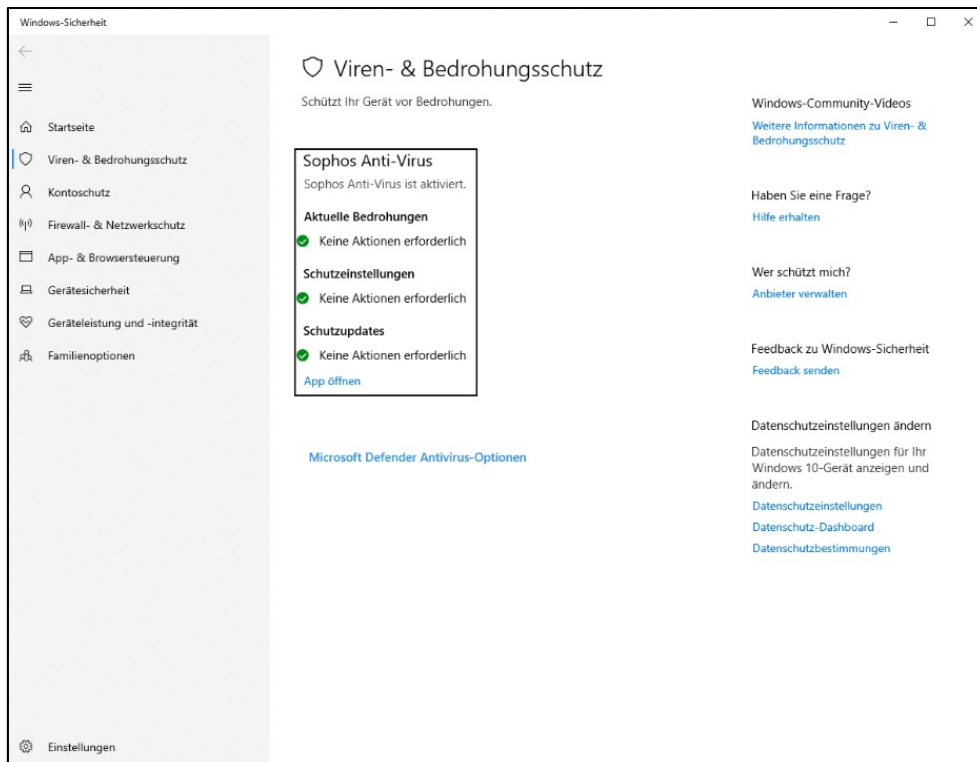 Windows-Sicherheit
Startseite
Viren- & Bedrohungsschutz
Kontoschutz
Firewall- & Netzwerkschutz
App- & Browsersteuerung
Gerätesicherheit
Geräteleistung und -integrität
Familienoptionen
Einstellungen
Viren- & Bedrohungsschutz
Schützt Ihr Gerät vor Bedrohungen.
Sophos Anti-Virus
Sophos Anti-Virus ist aktiviert.
Aktuelle Bedrohungen
Keine Aktionen erforderlich
Schutzeinstellungen
Keine Aktionen erforderlich
Schutzupdates
Keine Aktionen erforderlich
App öffnen
Microsoft Defender Antivirus-Optionen
Windows-Community-Videos
Weitere Informationen zu Viren- &
Bedrohungsschutz
Haben Sie eine Frage?
Hilfe erhalten
Wer schützt mich?
Anbieter verwalten
Feedback zu Windows-Sicherheit
Feedback senden
Datenschutzeinstellungen ändern
Datenschutzeinstellungen für Ihr
Windows 10-Gerät anzeigen und
ändern.
Datenschutzeinstellungen
Datenschutz-Dashboard
Datenschutzbestimmungen